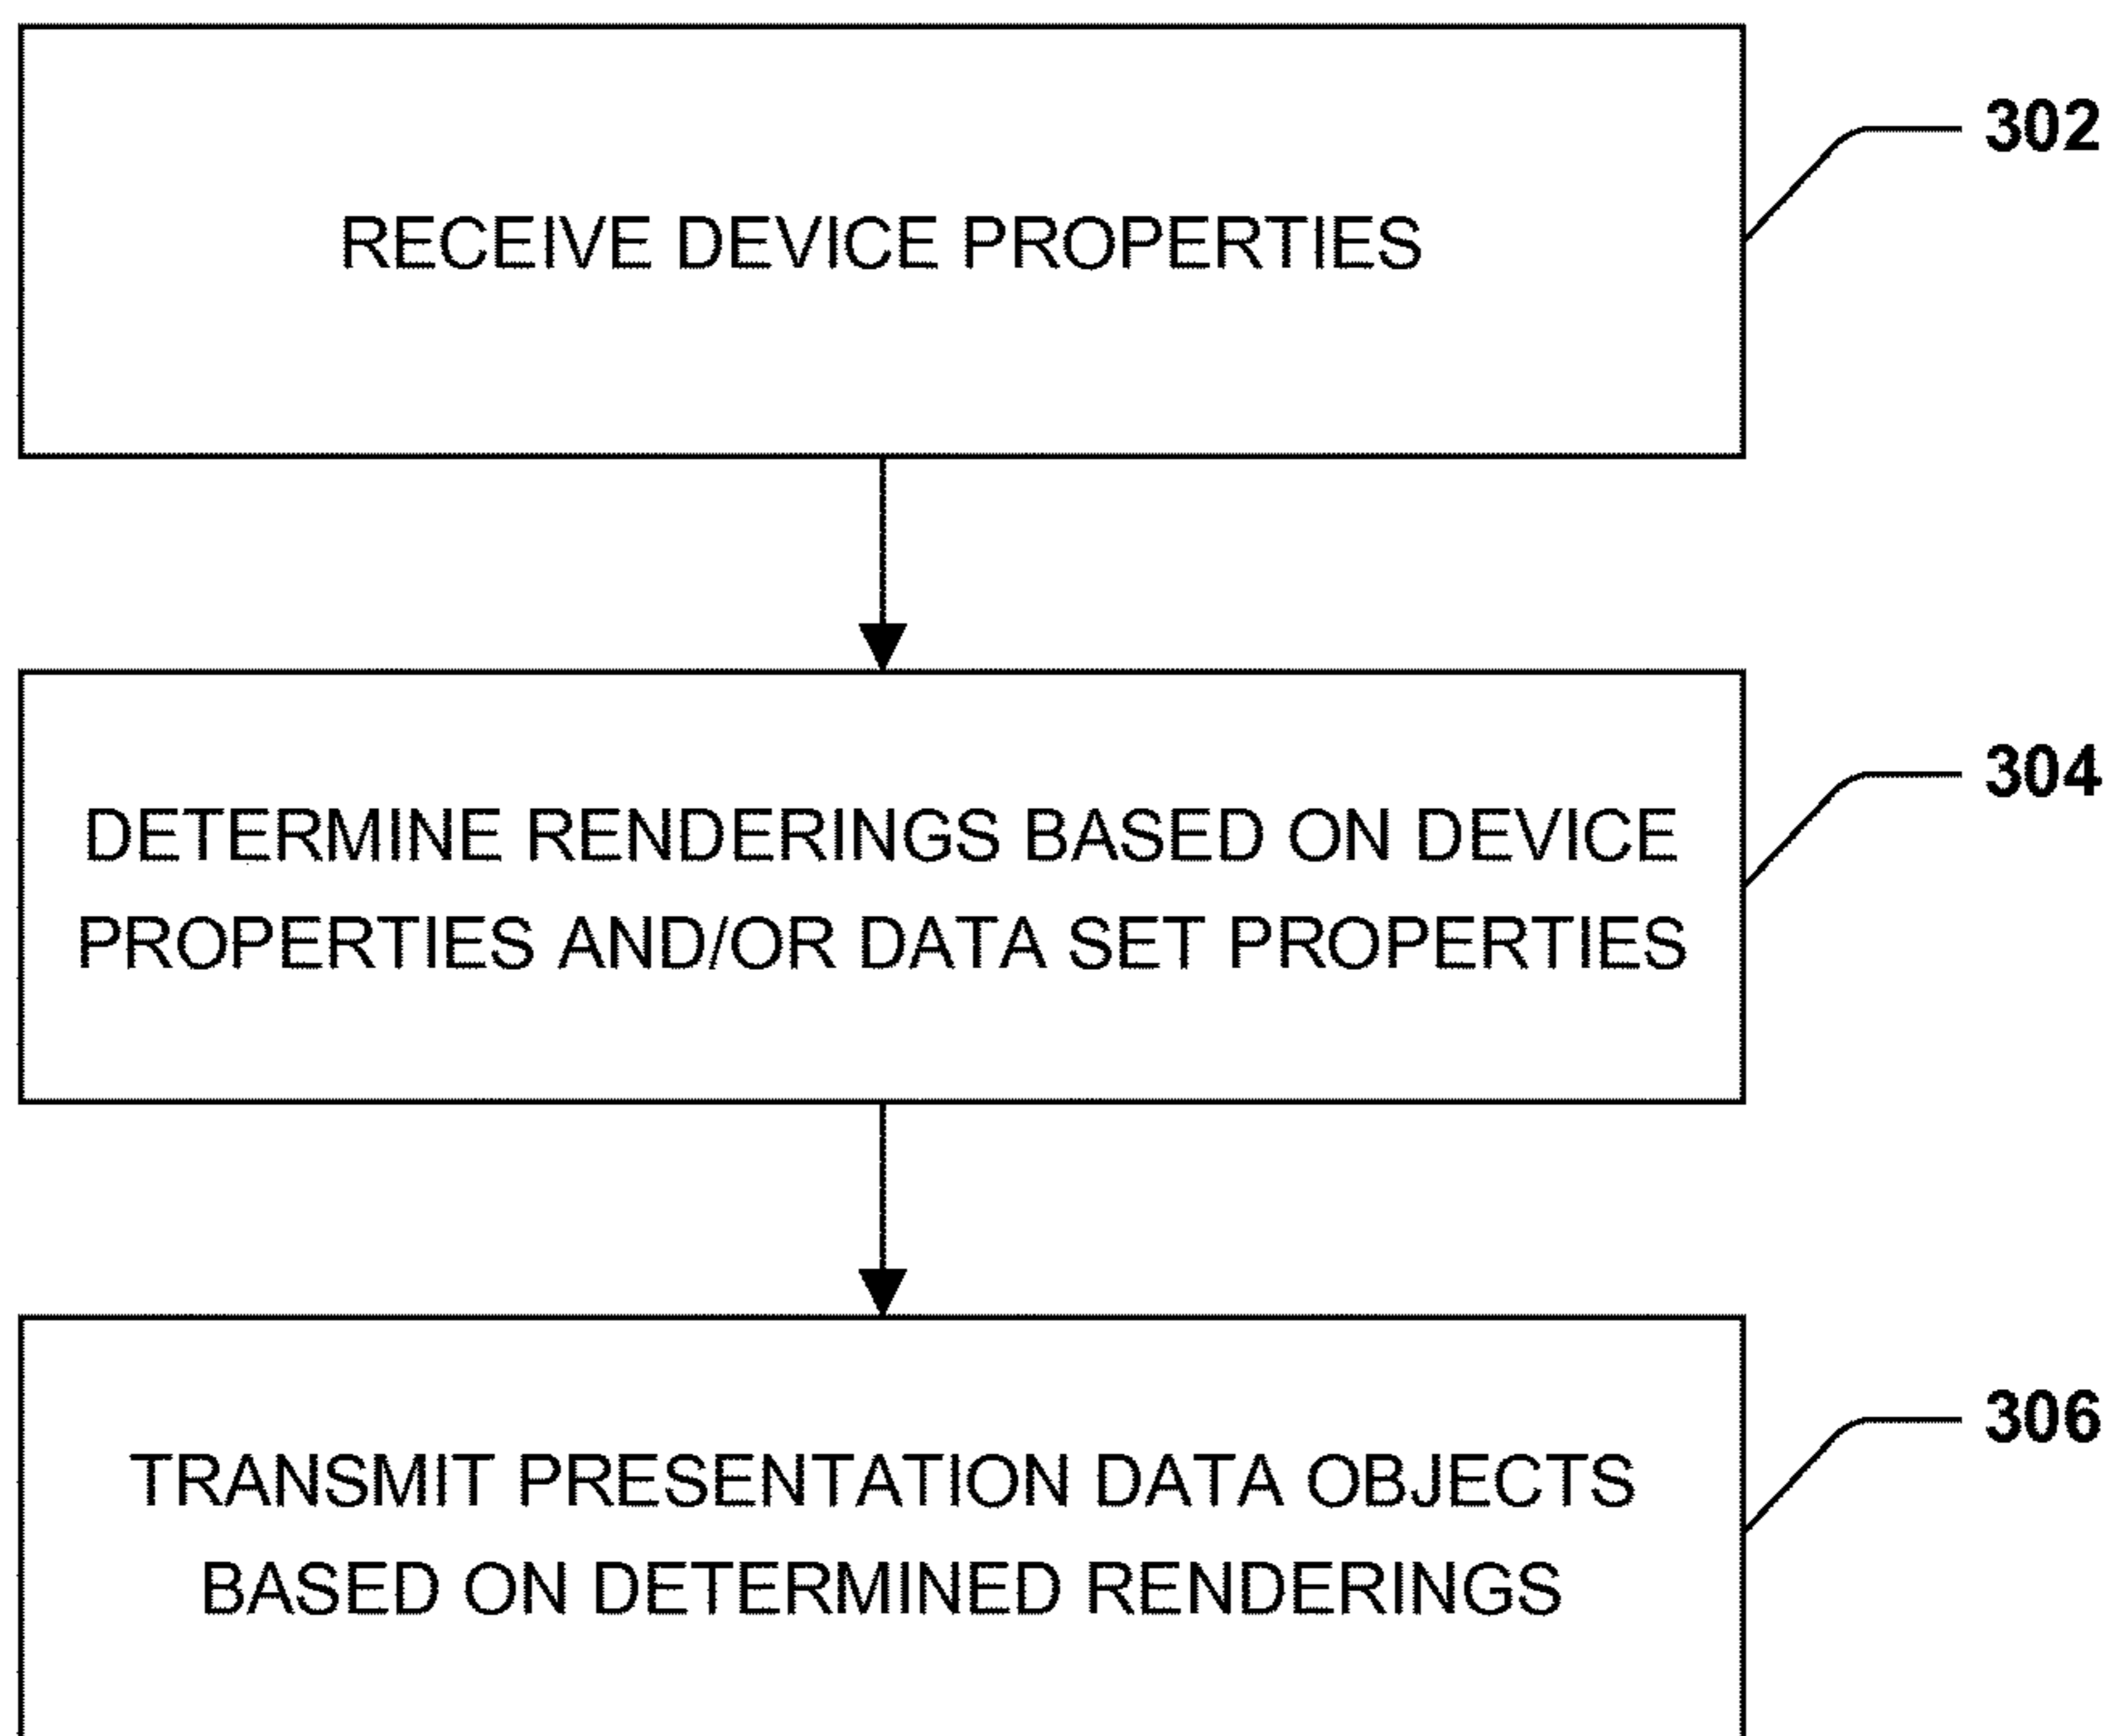 302
RECEIVE DEVICE PROPERTIES
304
DETERMINE RENDERINGS BASED ON DEVICE
PROPERTIES AND/OR DATA SET PROPERTIES
306
TRANSMIT PRESENTATION DATA OBJECTS
BASED ON DETERMINED RENDERINGS